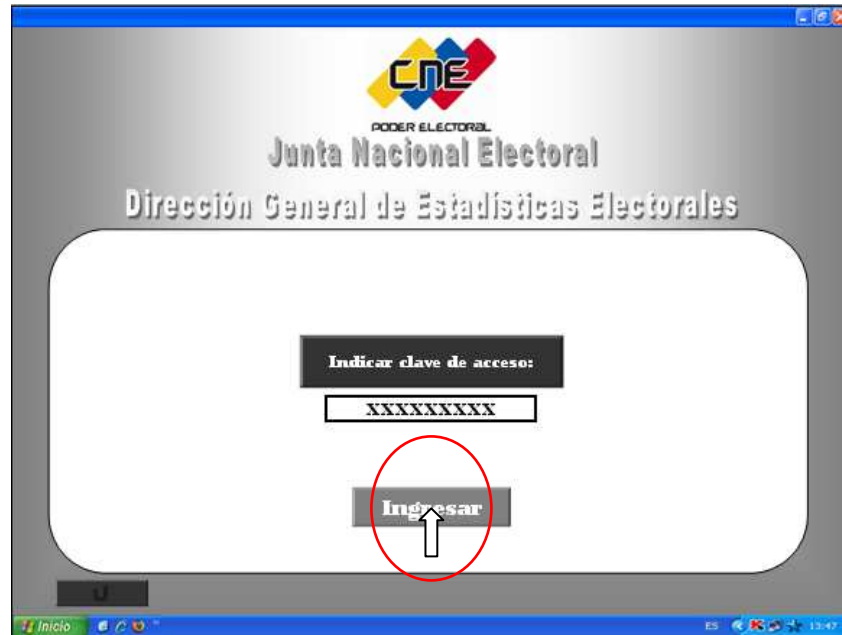 CNE
PODER ELECTORAL
Junta Nacional Electoral
Dirección General de Estadísticas Electorales
Indicar clave de acceso:
XXXXXXXXX
Ingresar
Inicio
ES
13:47